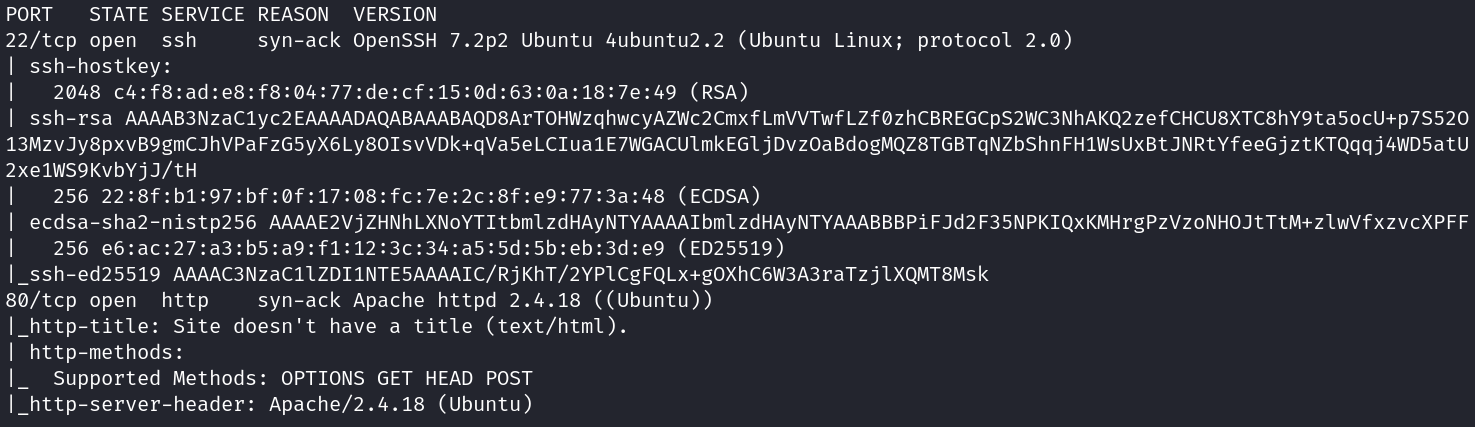 PORT   STATE SERVICE REASON  VERSION
22/tcp open  ssh     syn-ack OpenSSH 7.2p2 Ubuntu 4ubuntu2.2 (Ubuntu Linux; protocol 2.0)
| ssh-hostkey:
|   2048 c4:f8:ad:e8:f8:04:77:de:cf:15:0d:63:0a:18:7e:49 (RSA)
| ssh-rsa AAAAB3NzaC1yc2EAAAADAQABAAABAQD8ArTOHWzqhwcyAZWc2CmxfLmVVTwfLZf0zhCBREGCpS2WC3NhAKQ2zefCHCU8XTC8hY9ta5ocU+p7S52O
13MzvJy8pxvB9gmCJhVPaFzG5yX6Ly8OIsvVDk+qVa5eLCIua1E7WGACUlmkEGljDvzOaBdogMQZ8TGBTqNZbShnFH1WsUxBtJNRtYfeeGjztKTQqqj4WD5atU
2xe1WS9KvbYjJ/tH
|   256 22:8f:b1:97:bf:0f:17:08:fc:7e:2c:8f:e9:77:3a:48 (ECDSA)
| ecdsa-sha2-nistp256 AAAAE2VjZHNhLXNoYTItbmlzdHAyNTYAAAAIbmlzdHAyNTYAAABBBPiFJd2F35NPKIQxKMHrgPzVzoNHOJtTtM+zlwVfxzvcXPFF
|   256 e6:ac:27:a3:b5:a9:f1:12:3c:34:a5:5d:5b:eb:3d:e9 (ED25519)
|_ssh-ed25519 AAAAC3NzaC1lZDI1NTE5AAAAIC/RjKhT/2YPlCgFQLx+gOXhC6W3A3raTzjlXQMT8Msk
80/tcp open  http    syn-ack Apache httpd 2.4.18 ((Ubuntu))
|_http-title: Site doesn't have a title (text/html).
| http-methods:
|_  Supported Methods: OPTIONS GET HEAD POST
|_http-server-header: Apache/2.4.18 (Ubuntu)